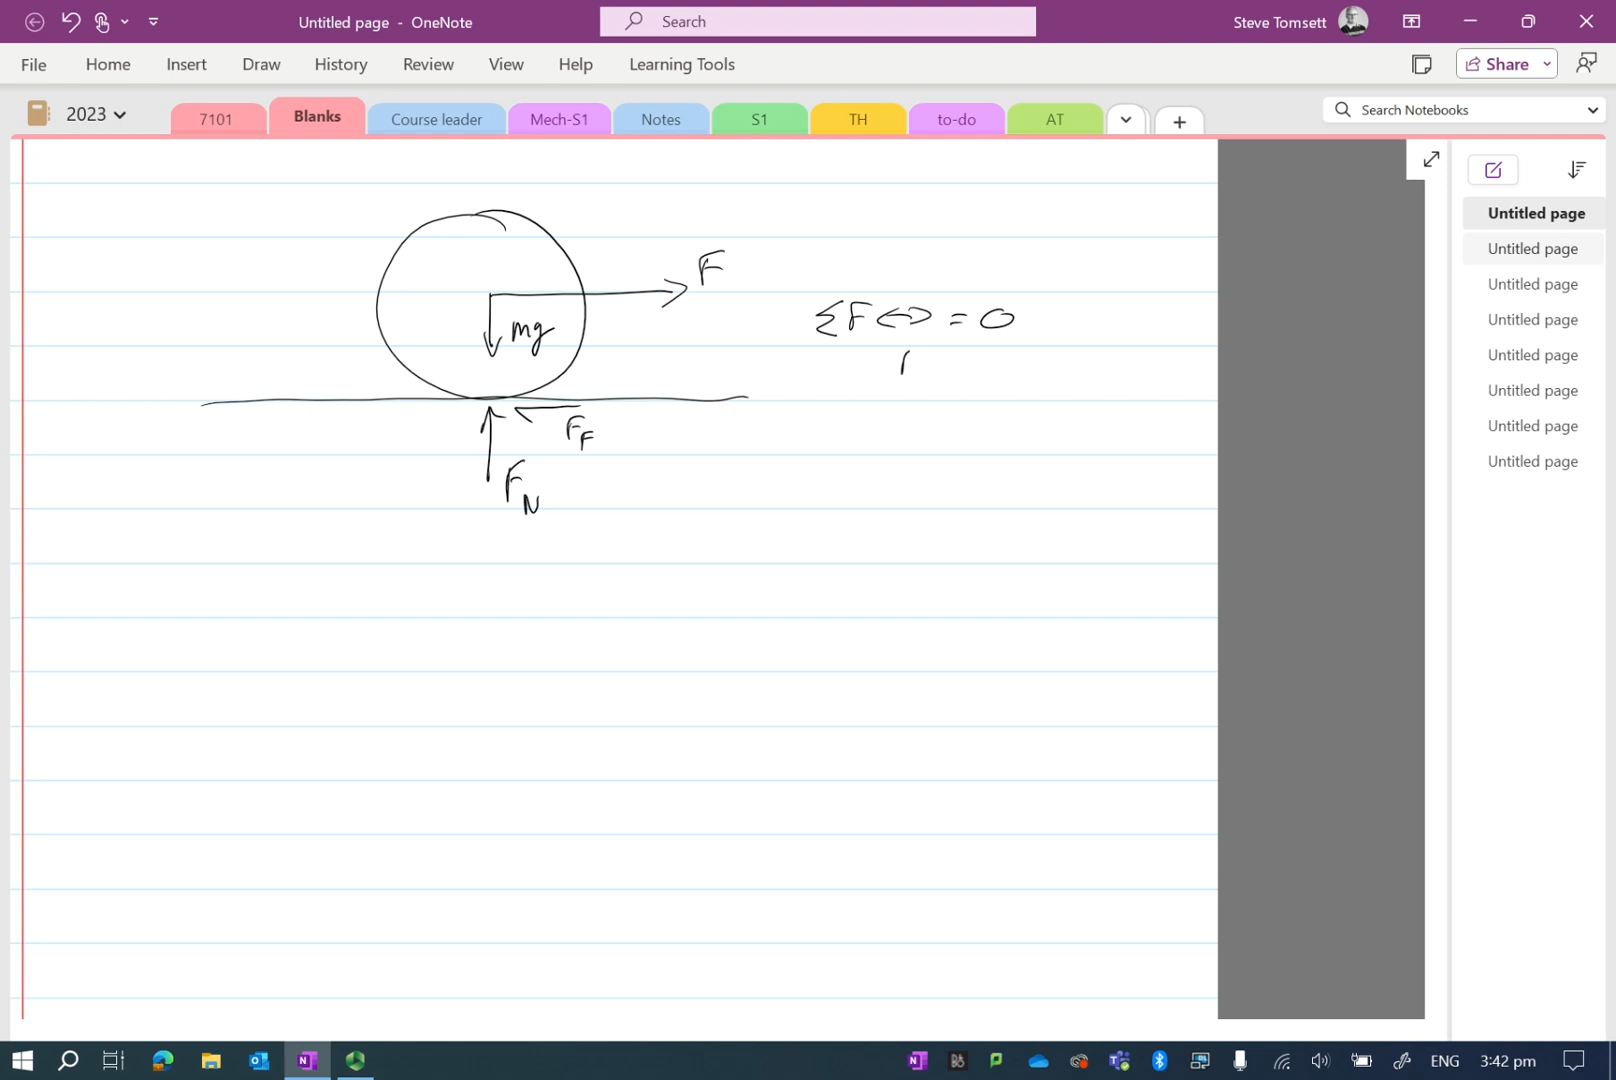 Untitled page - OneNote
Search
Steve Tomsett
File Home Insert Draw History Review View Help Learning Tools
Share
2023
7101 Blanks Course leader Mech-S1 Notes S1 TH to-do AT
Search Notebooks
Untitled page
Untitled page
Untitled page
Untitled page
Untitled page
Untitled page
Untitled page
Untitled page
F
ΣF ↔ = 0
mg
F_F
F_N
ENG 3:42 pm